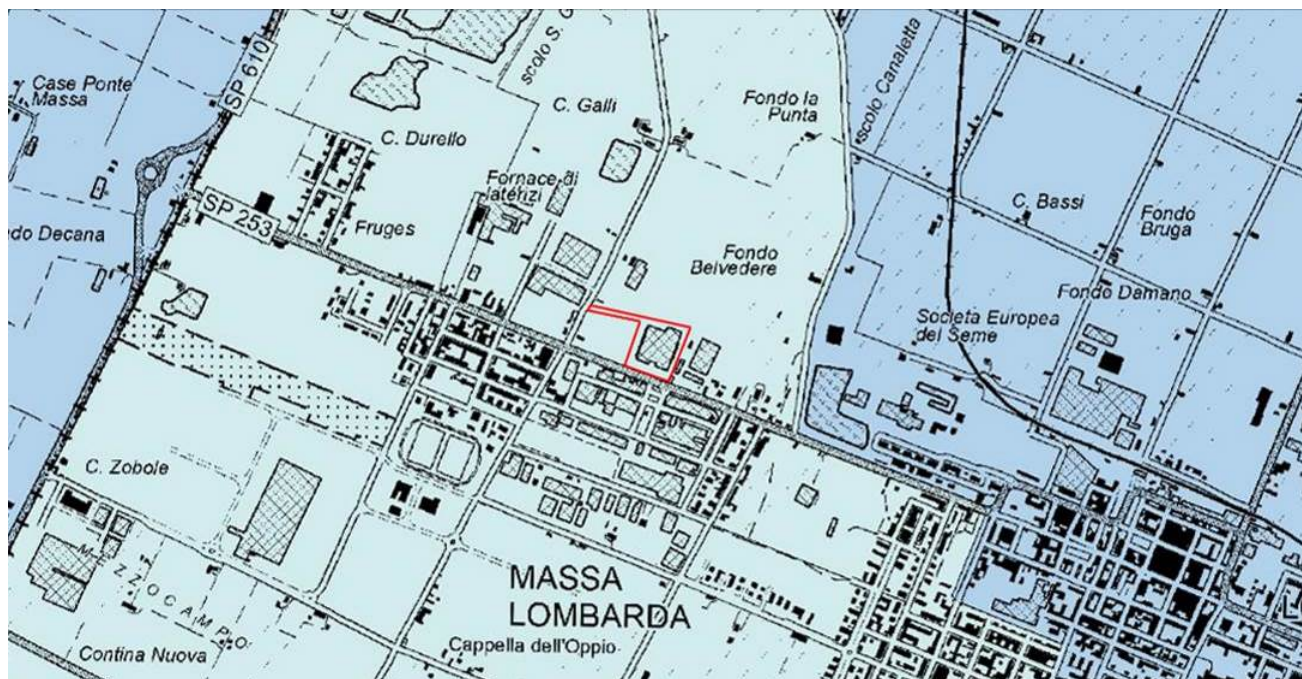 SP 610
scolo S. G
Case Ponte
Massa
C. Galli
Fondo la
Punta
scolo Canaletta
C. Durello
Fornace di
laterizi
C. Bassi
SP 253
Fruges
Fondo
Bruga
do Decana
Fondo
Belvedere
Fondo Damano
Società Europea
del Seme
C. Zobole
MEZZOCAMPO
MASSA
LOMBARDA
Cappella dell'Oppio
Contina Nuova